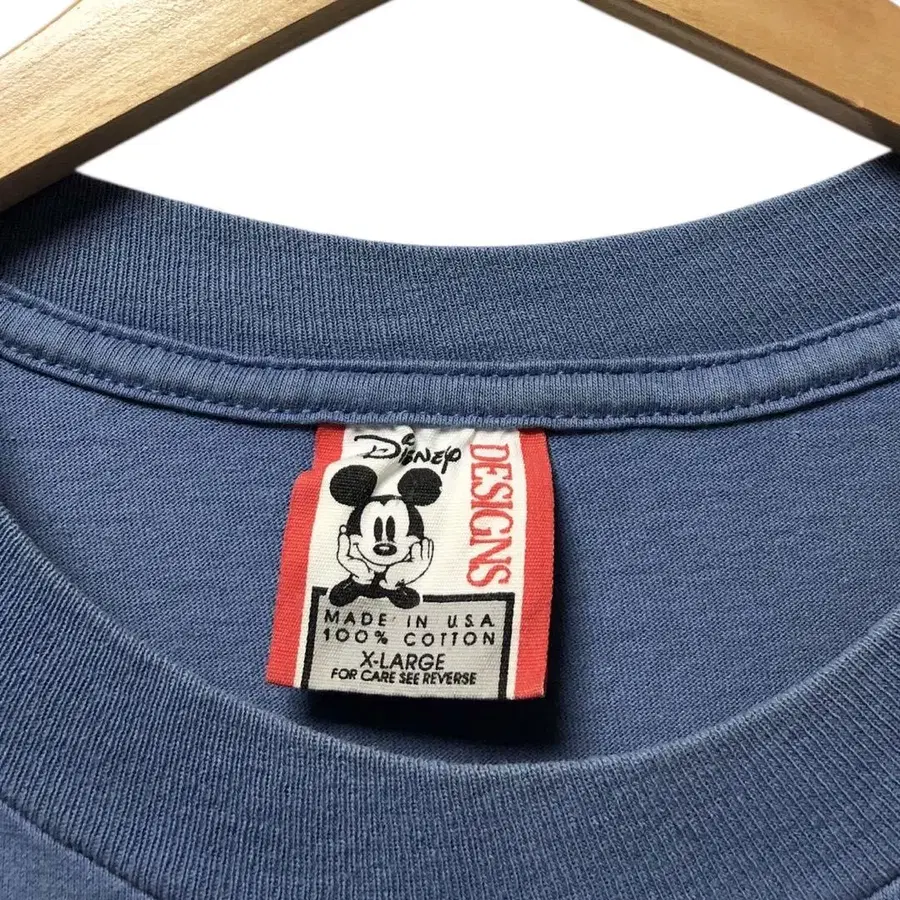 Disney
DESIGNS
MADE IN U.S.A
100% COTTON
X-LARGE
FOR CARE SEE REVERSE